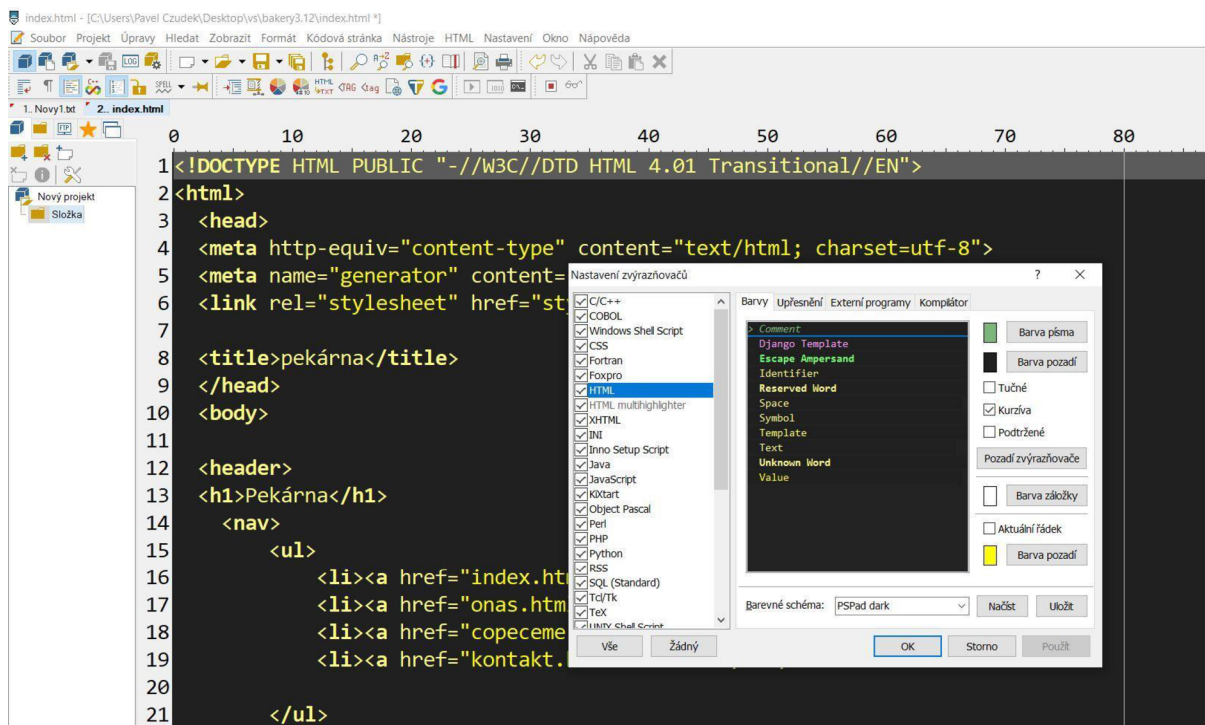 index.html - [C:\Users\Pavel Czudek\Desktop\vs\bakery3.12\index.html *]
Soubor Projekt Úpravy Hledat Zobrazit Formát Kódová stránka Nástroje HTML Nastavení Okno Nápověda
1.. Novy1.txt 2.. index.html
0 10 20 30 40 50 60 70 80
Nový projekt
Složka
1 <!DOCTYPE HTML PUBLIC "-//W3C//DTD HTML 4.01 Transitional//EN">
2 <html>
3 <head>
4 <meta http-equiv="content-type" content="text/html; charset=utf-8">
5 <meta name="generator" content=
6 <link rel="stylesheet" href="st
7
8 <title>pekárna</title>
9 </head>
10 <body>
11
12 <header>
13 <h1>Pekárna</h1>
14 <nav>
15 <ul>
16 <li><a href="index.ht
17 <li><a href="onas.htm
18 <li><a href="copeceme
19 <li><a href="kontakt.
20
21 </ul>
Nastavení zvýrazňovačů ? ×
C/C++
COBOL
Windows Shell Script
CSS
Fortran
Foxpro
HTML
HTML multihighlighter
XHTML
INI
Inno Setup Script
Java
JavaScript
KiXtart
Object Pascal
Perl
PHP
Python
RSS
SQL (Standard)
Tcl/Tk
TeX
UNIX Shell Script
Vše Žádný
Barvy Upřesnění Externí programy Kompilátor
> Comment
Django Template
Escape Ampersand
Identifier
Reserved Word
Space
Symbol
Template
Text
Unknown Word
Value
Barva písma
Barva pozadí
Tučné
Kurzíva
Podtržené
Pozadí zvýrazňovače
Barva záložky
Aktuální řádek
Barva pozadí
Barevné schéma: PSPad dark Načíst Uložit
OK Storno Použít